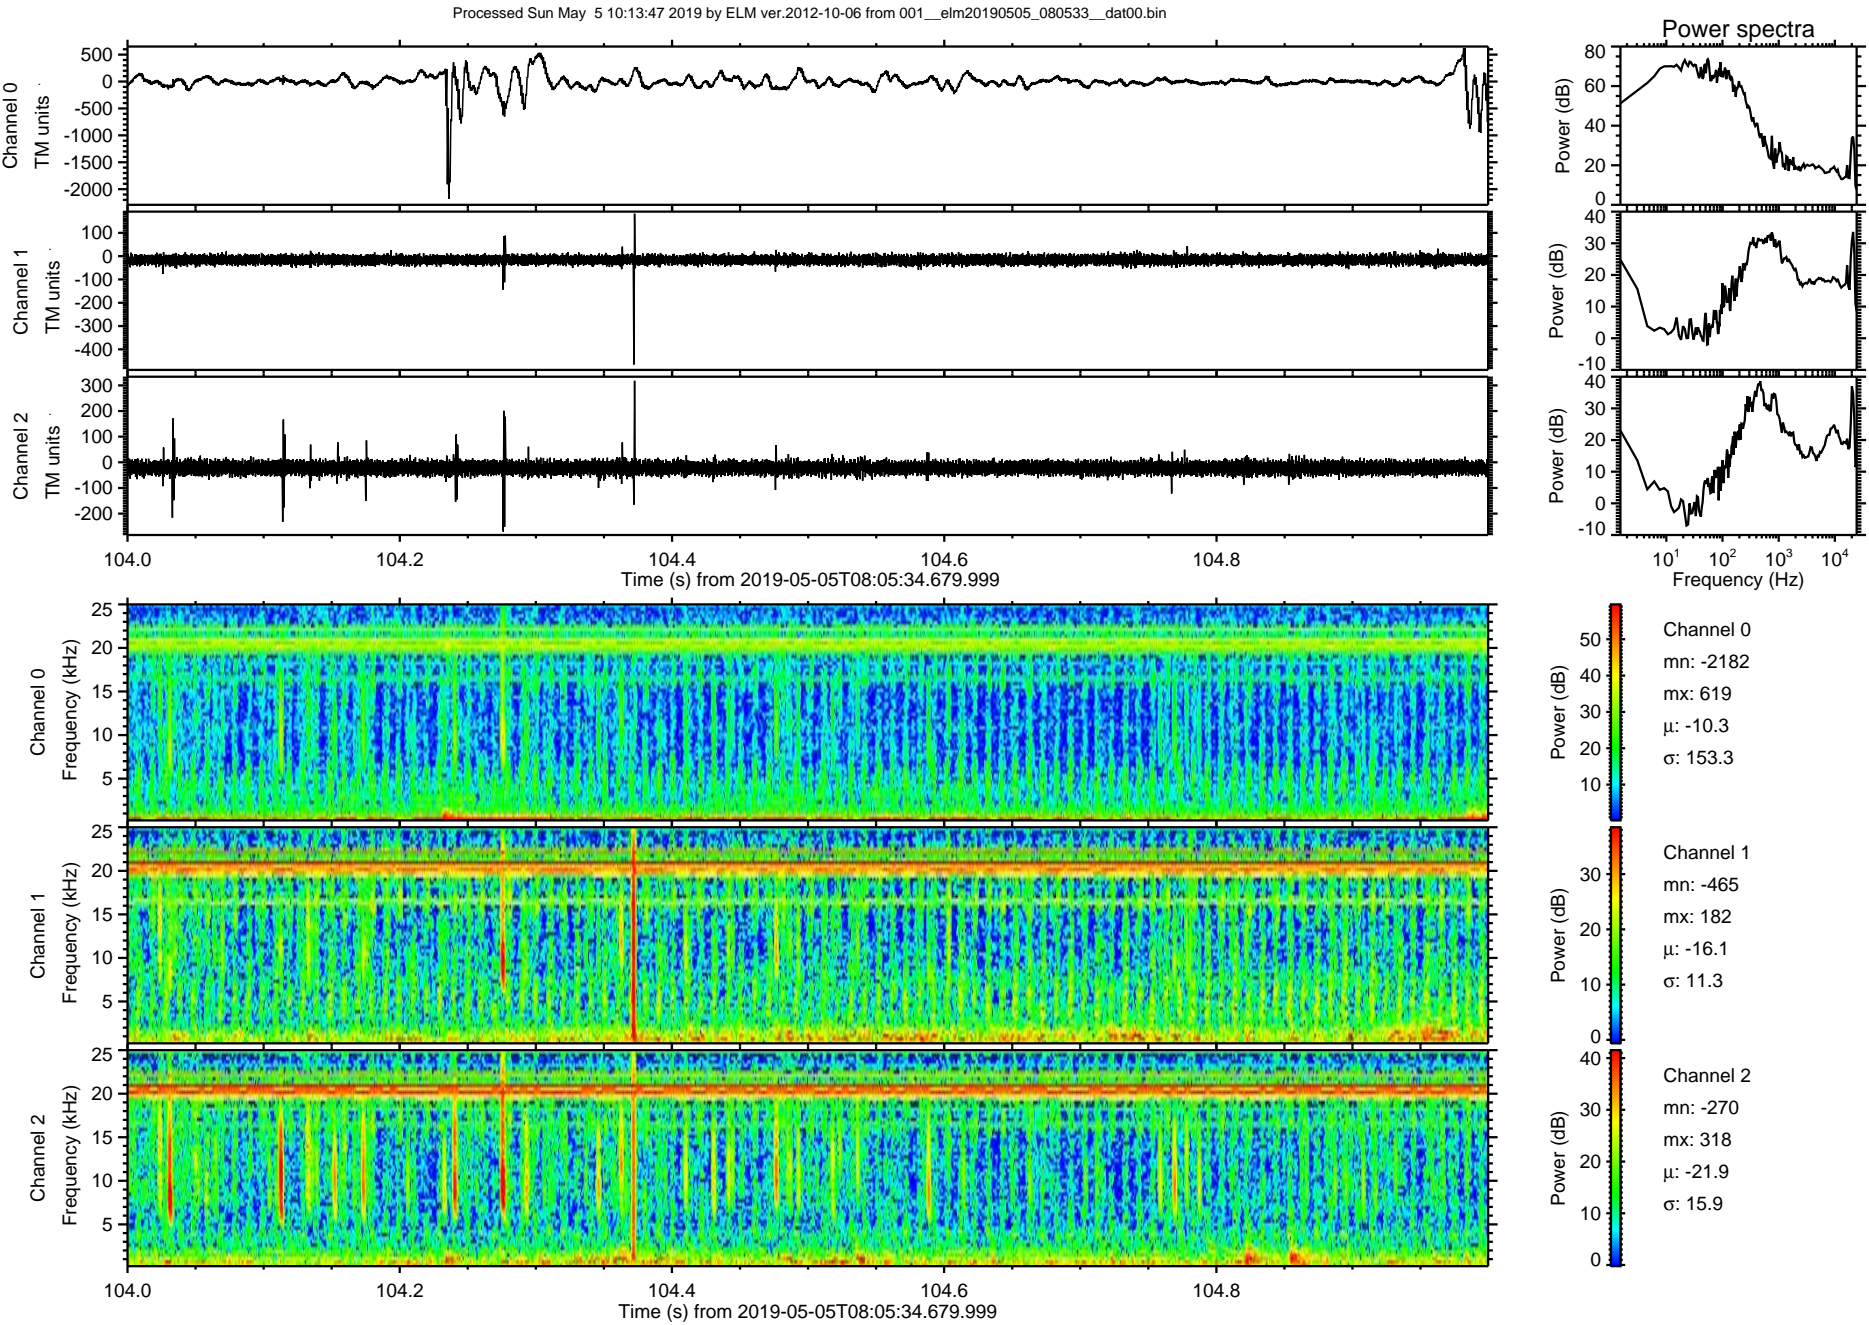 Processed Sun May  5 10:13:47 2019 by ELM ver.2012-10-06 from 001__elm20190505_080533__dat00.bin
Power spectra
Channel 0
TM units
500
0
-500
-1000
-1500
-2000
Power (dB)
80
60
40
20
0
Channel 1
TM units
100
0
-100
-200
-300
-400
Power (dB)
40
30
20
10
0
-10
Channel 2
TM units
300
200
100
0
-100
-200
Power (dB)
40
30
20
10
0
-10
104.0 104.2 104.4 104.6 104.8
Time (s) from 2019-05-05T08:05:34.679.999
10^1 10^2 10^3 10^4
Frequency (Hz)
Channel 0
Frequency (kHz)
25
20
15
10
5
Power (dB)
50
40
30
20
10
Channel 0
mn: -2182
mx: 619
μ: -10.3
σ: 153.3
Channel 1
Frequency (kHz)
25
20
15
10
5
Power (dB)
30
20
10
0
Channel 1
mn: -465
mx: 182
μ: -16.1
σ: 11.3
Channel 2
Frequency (kHz)
25
20
15
10
5
Power (dB)
40
30
20
10
0
Channel 2
mn: -270
mx: 318
μ: -21.9
σ: 15.9
104.0 104.2 104.4 104.6 104.8
Time (s) from 2019-05-05T08:05:34.679.999